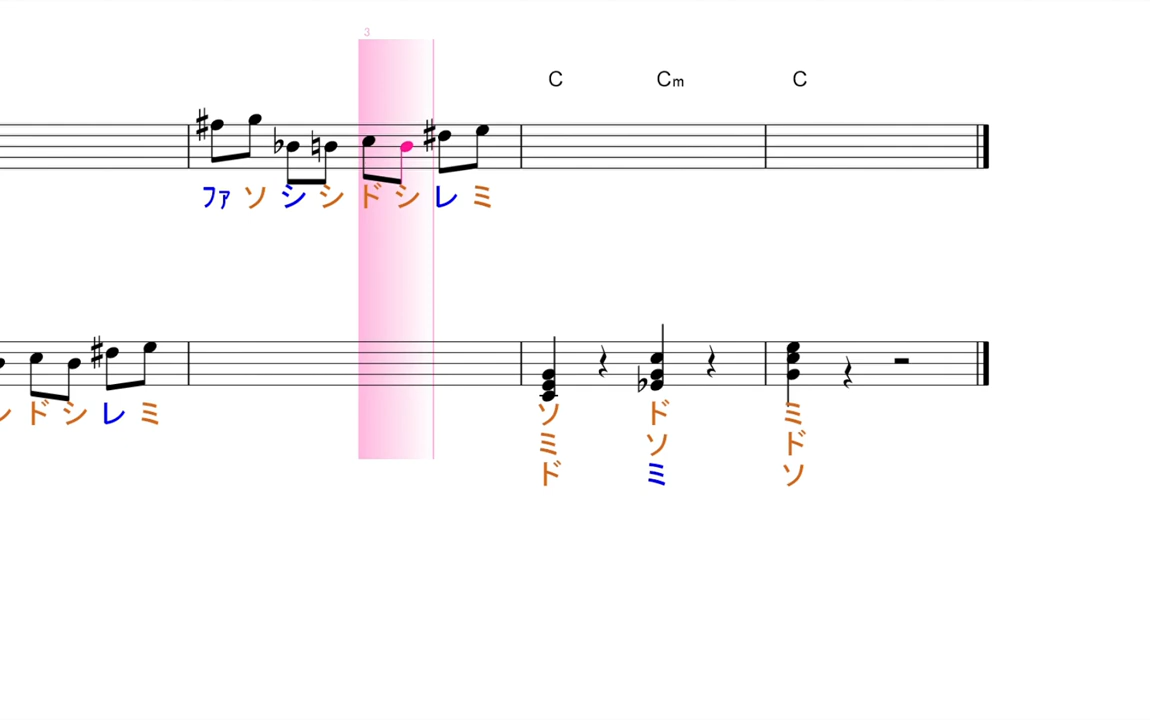 3
C Cm C
ファ ソ シ シ ド シ レ ミ
ド シ レ ミ ソ ド ミ
ミ ソ ド
ド ミ ソ